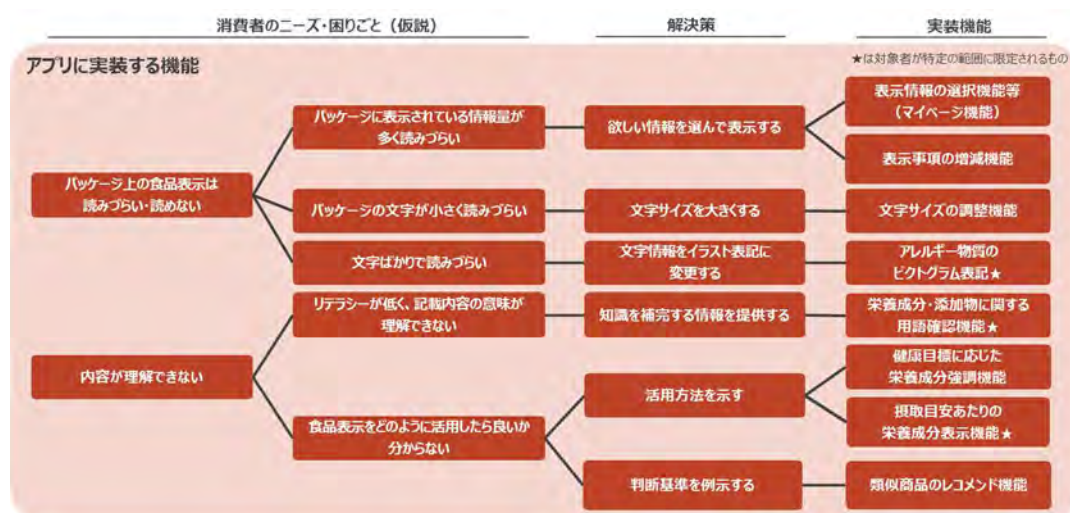 消費者のニーズ・困りごと（仮説）
解決策
実装機能
アプリに実装する機能
★は対象者が特定の範囲に限定されるもの
パッケージ上の食品表示は
読みづらい・読めない
パッケージに表示されている情報量が
多く読みづらい
欲しい情報を選んで表示する
表示情報の選択機能等
（マイページ機能）
表示事項の増減機能
パッケージの文字が小さく読みづらい
文字サイズを大きくする
文字サイズの調整機能
文字ばかりで読みづらい
文字情報をイラスト表記に
変更する
アレルギー物質の
ピクトグラム表記★
内容が理解できない
リテラシーが低く、記載内容の意味が
理解できない
知識を補完する情報を提供する
栄養成分・添加物に関する
用語確認機能★
食品表示をどのように活用したら良いか
分からない
活用方法を示す
健康目標に応じた
栄養成分強調機能
摂取目安あたりの
栄養成分表示機能★
判断基準を例示する
類似商品のレコメンド機能